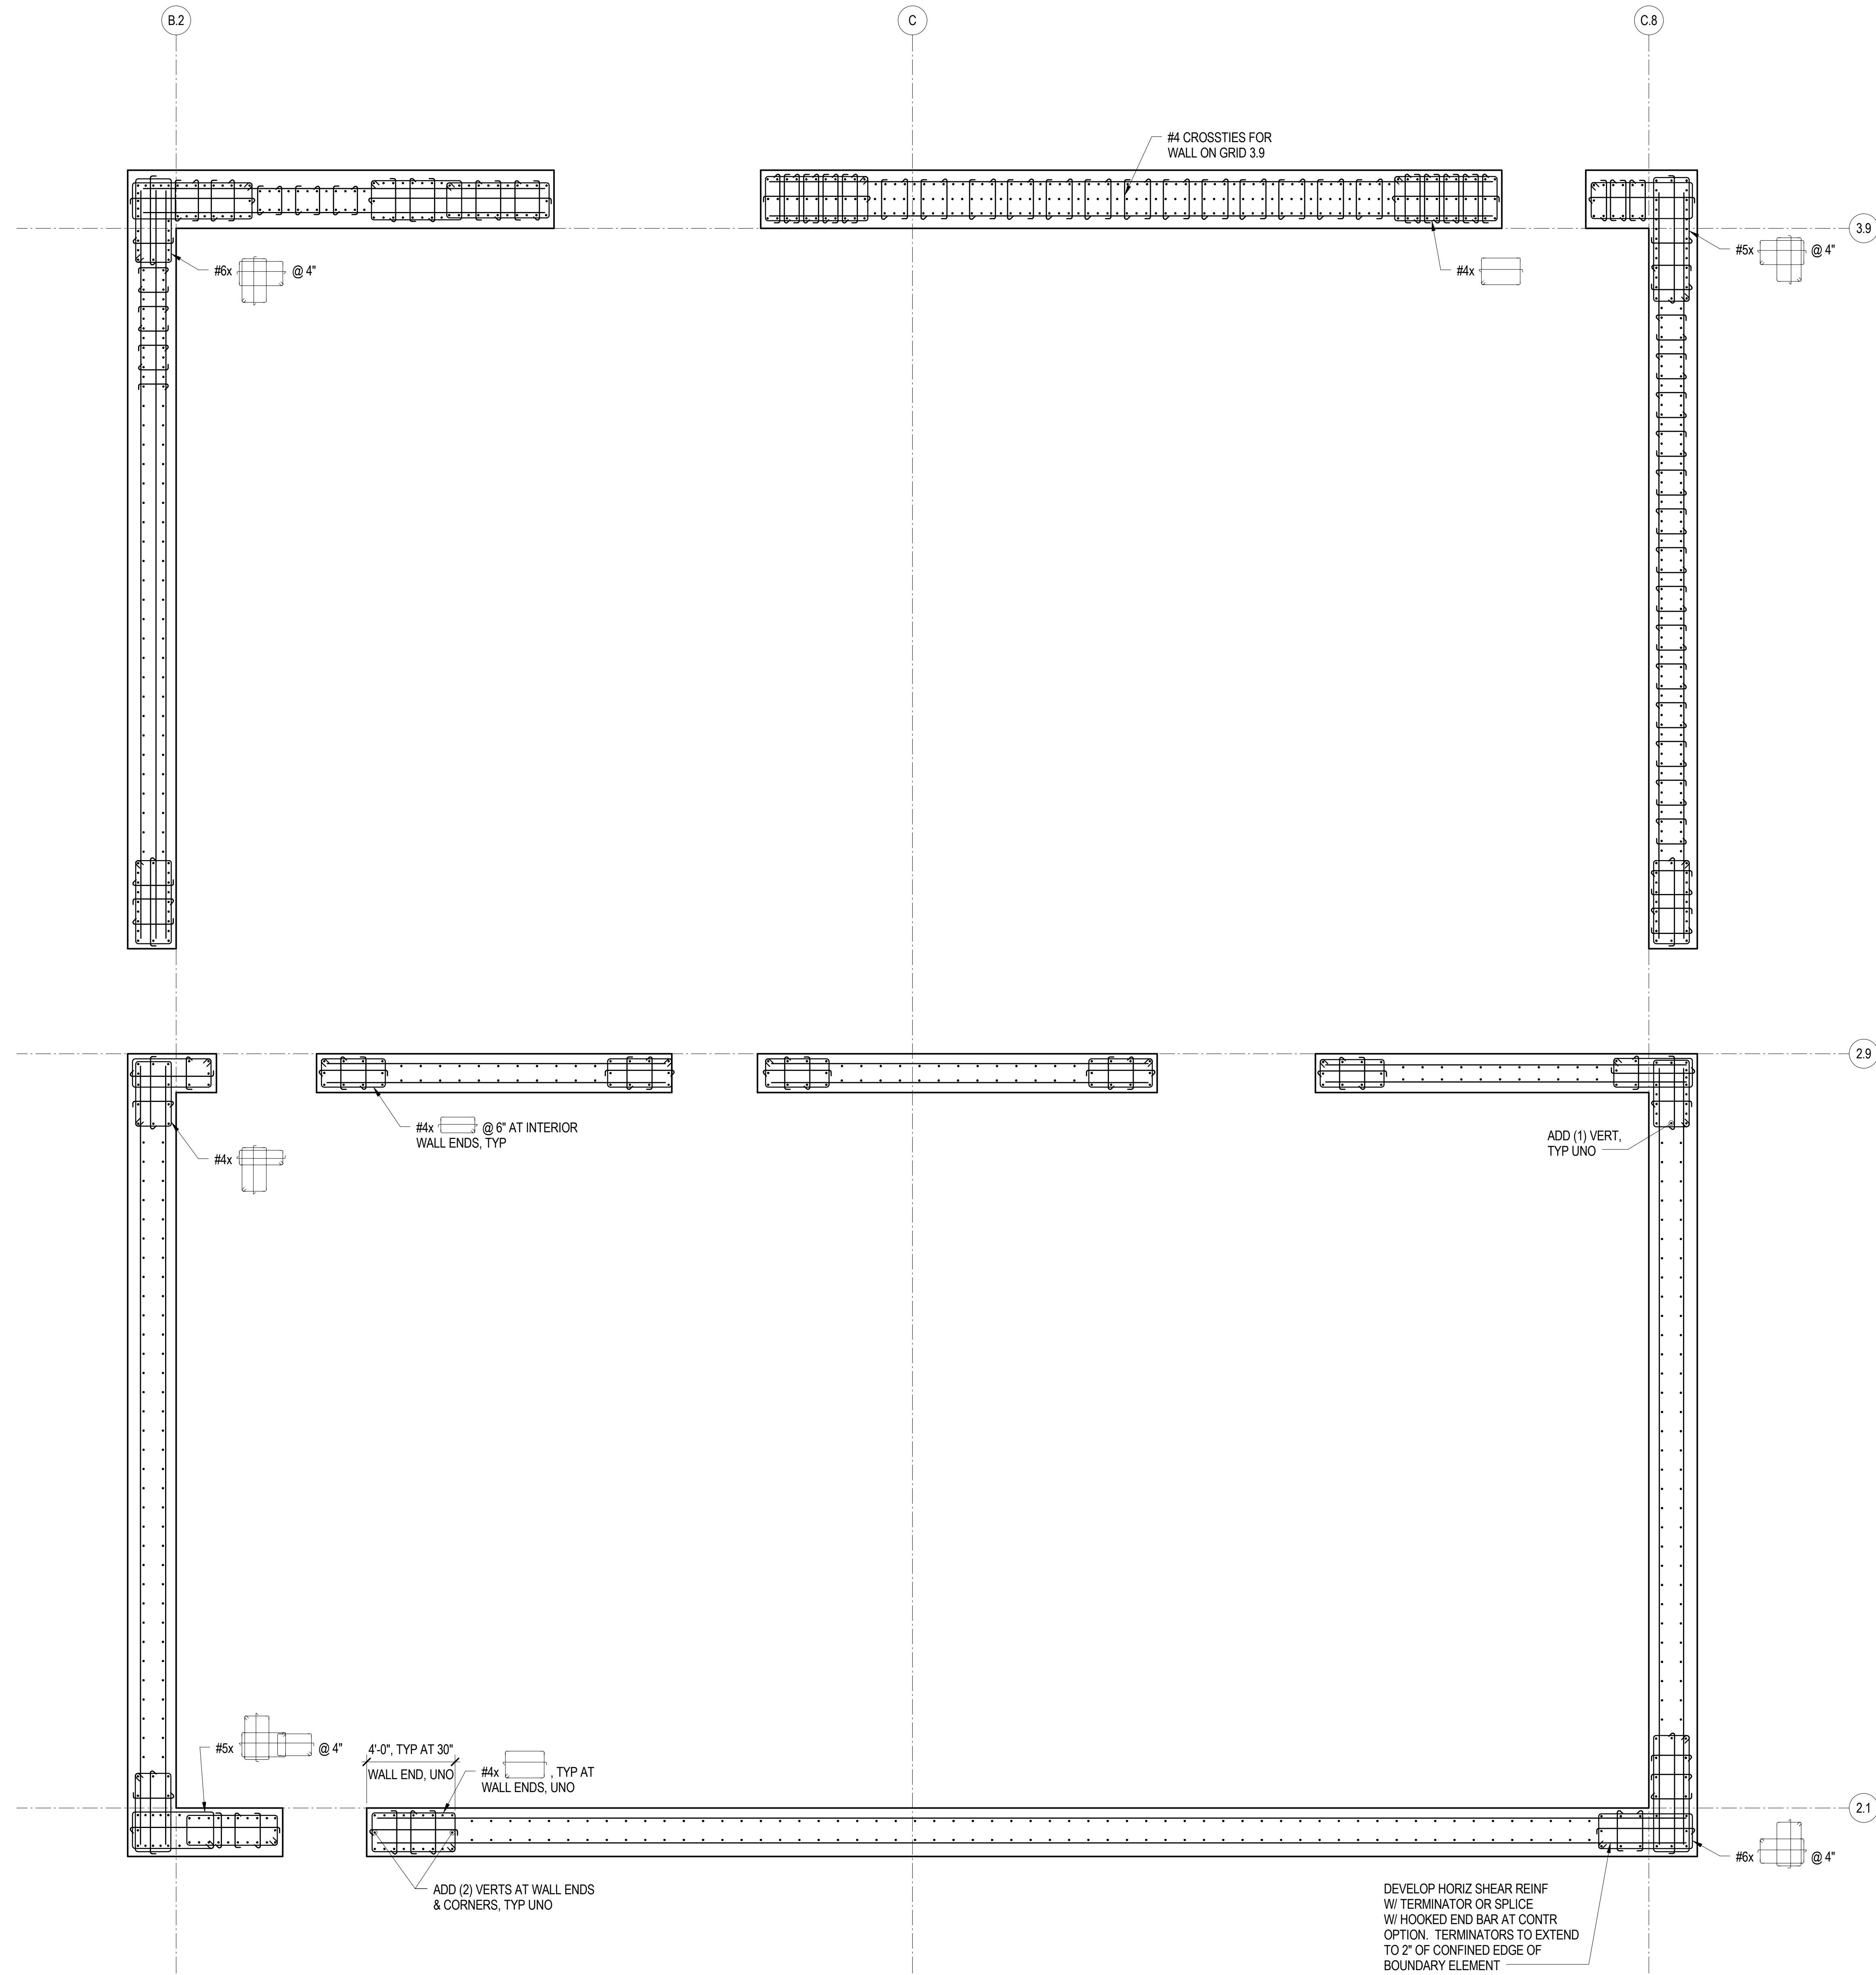 B.2
C
C.8
#4 CROSSTIES FOR
WALL ON GRID 3.9
3.9
#6x @ 4"
#4x
#5x @ 4"
2.9
#4x @ 6" AT INTERIOR
WALL ENDS, TYP
ADD (1) VERT,
TYP UNO
#4x
#5x @ 4"
4'-0", TYP AT 30"
WALL END, UNO
#4x , TYP AT
WALL ENDS, UNO
2.1
#6x @ 4"
ADD (2) VERTS AT WALL ENDS
& CORNERS, TYP UNO
DEVELOP HORIZ SHEAR REINF
W/ TERMINATOR OR SPLICE
W/ HOOKED END BAR AT CONTR
OPTION. TERMINATORS TO EXTEND
TO 2" OF CONFINED EDGE OF
BOUNDARY ELEMENT